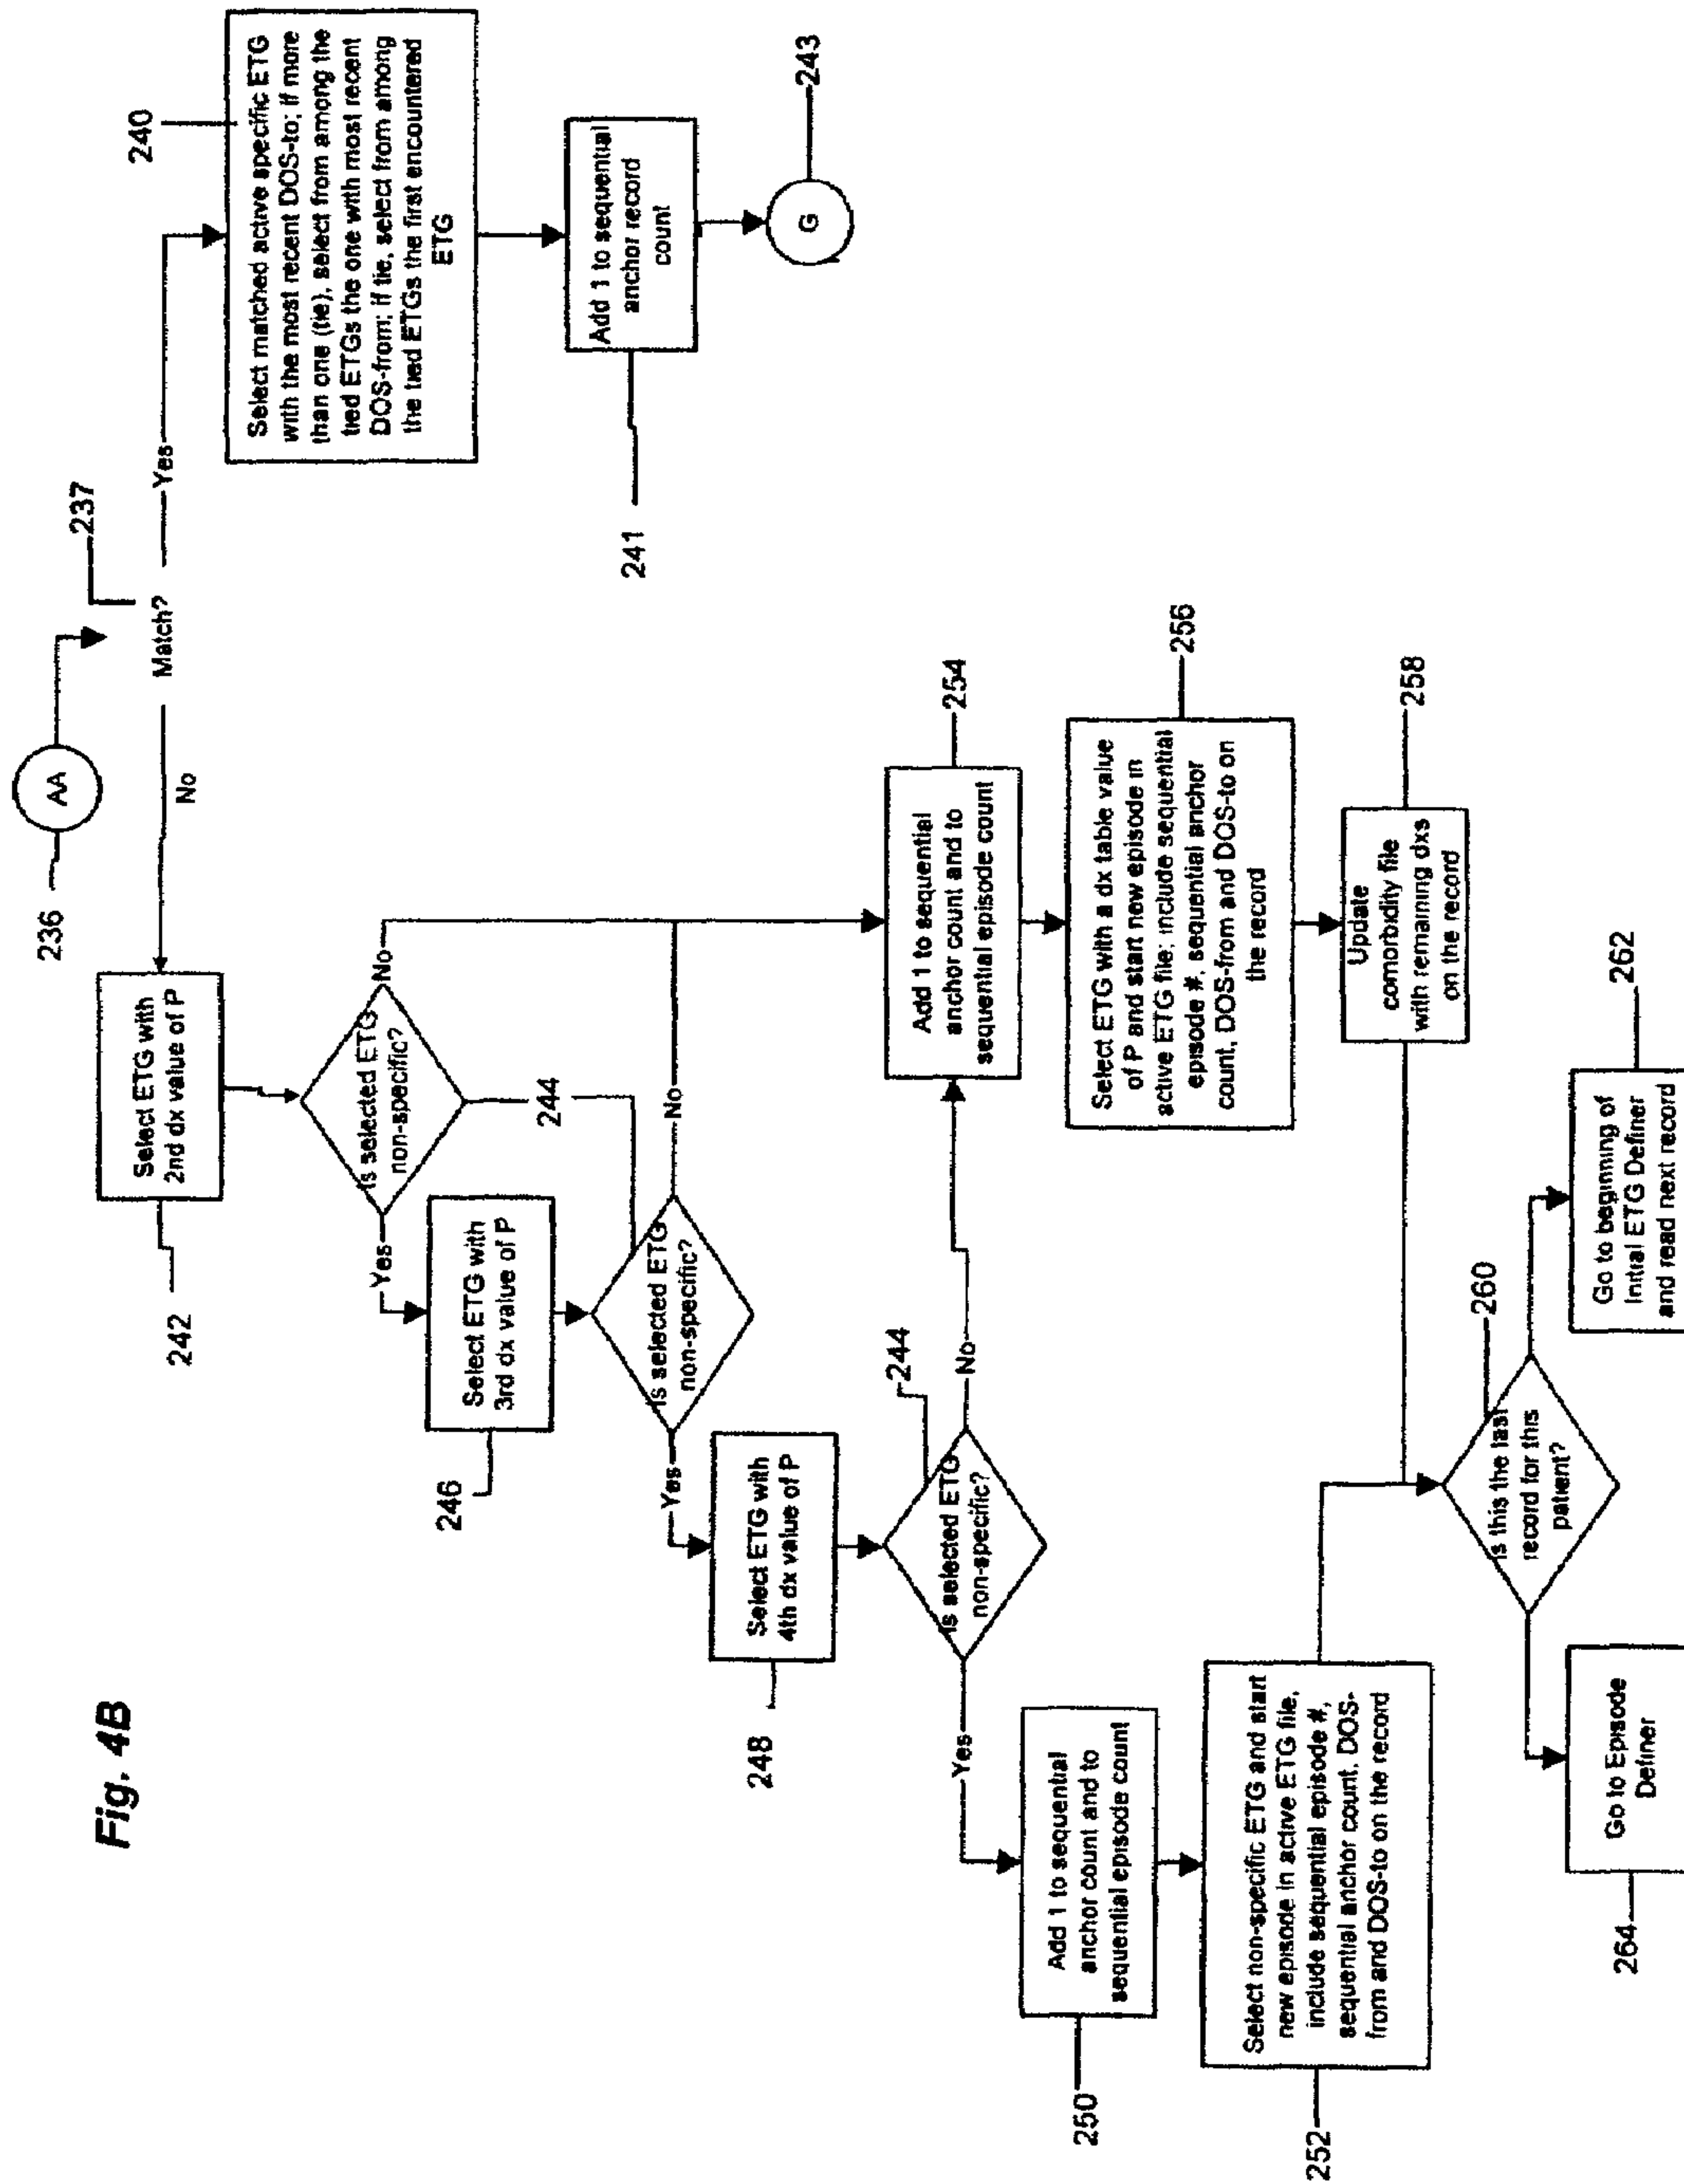 Fig. 4B
236
AA
237
Match?
No
Yes
240
Select matched active specific ETG
with the most recent DOS-to; if more
than one (tie), select from among the
tied ETGs the one with most recent
DOS-from; if tie, select from among
the tied ETGs the first encountered
ETG
241
Add 1 to sequential
anchor record
count
G
243
242
Select ETG with
2nd dx value of P
Is selected ETG
non-specific?
No
Yes
244
246
Select ETG with
3rd dx value of P
Is selected ETG
non-specific?
No
Yes
248
Select ETG with
4th dx value of P
244
Is selected ETG
non-specific?
No
Yes
254
Add 1 to sequential
anchor count and to
sequential episode count
256
Select ETG with a dx table value
of P and start new episode in
active ETG file; include sequential
episode #, sequential anchor
count, DOS-from and DOS-to on
the record
258
Update
comorbidity file
with remaining dxs
on the record
250
Add 1 to sequential
anchor count and to
sequential episode count
252
Select non-specific ETG and start
new episode in active ETG file,
include sequential episode #,
sequential anchor count, DOS-
from and DOS-to on the record
260
Is this the last
record for this
patient?
262
Go to beginning of
Initial ETG Definer
and read next record
264
Go to Episode
Definer